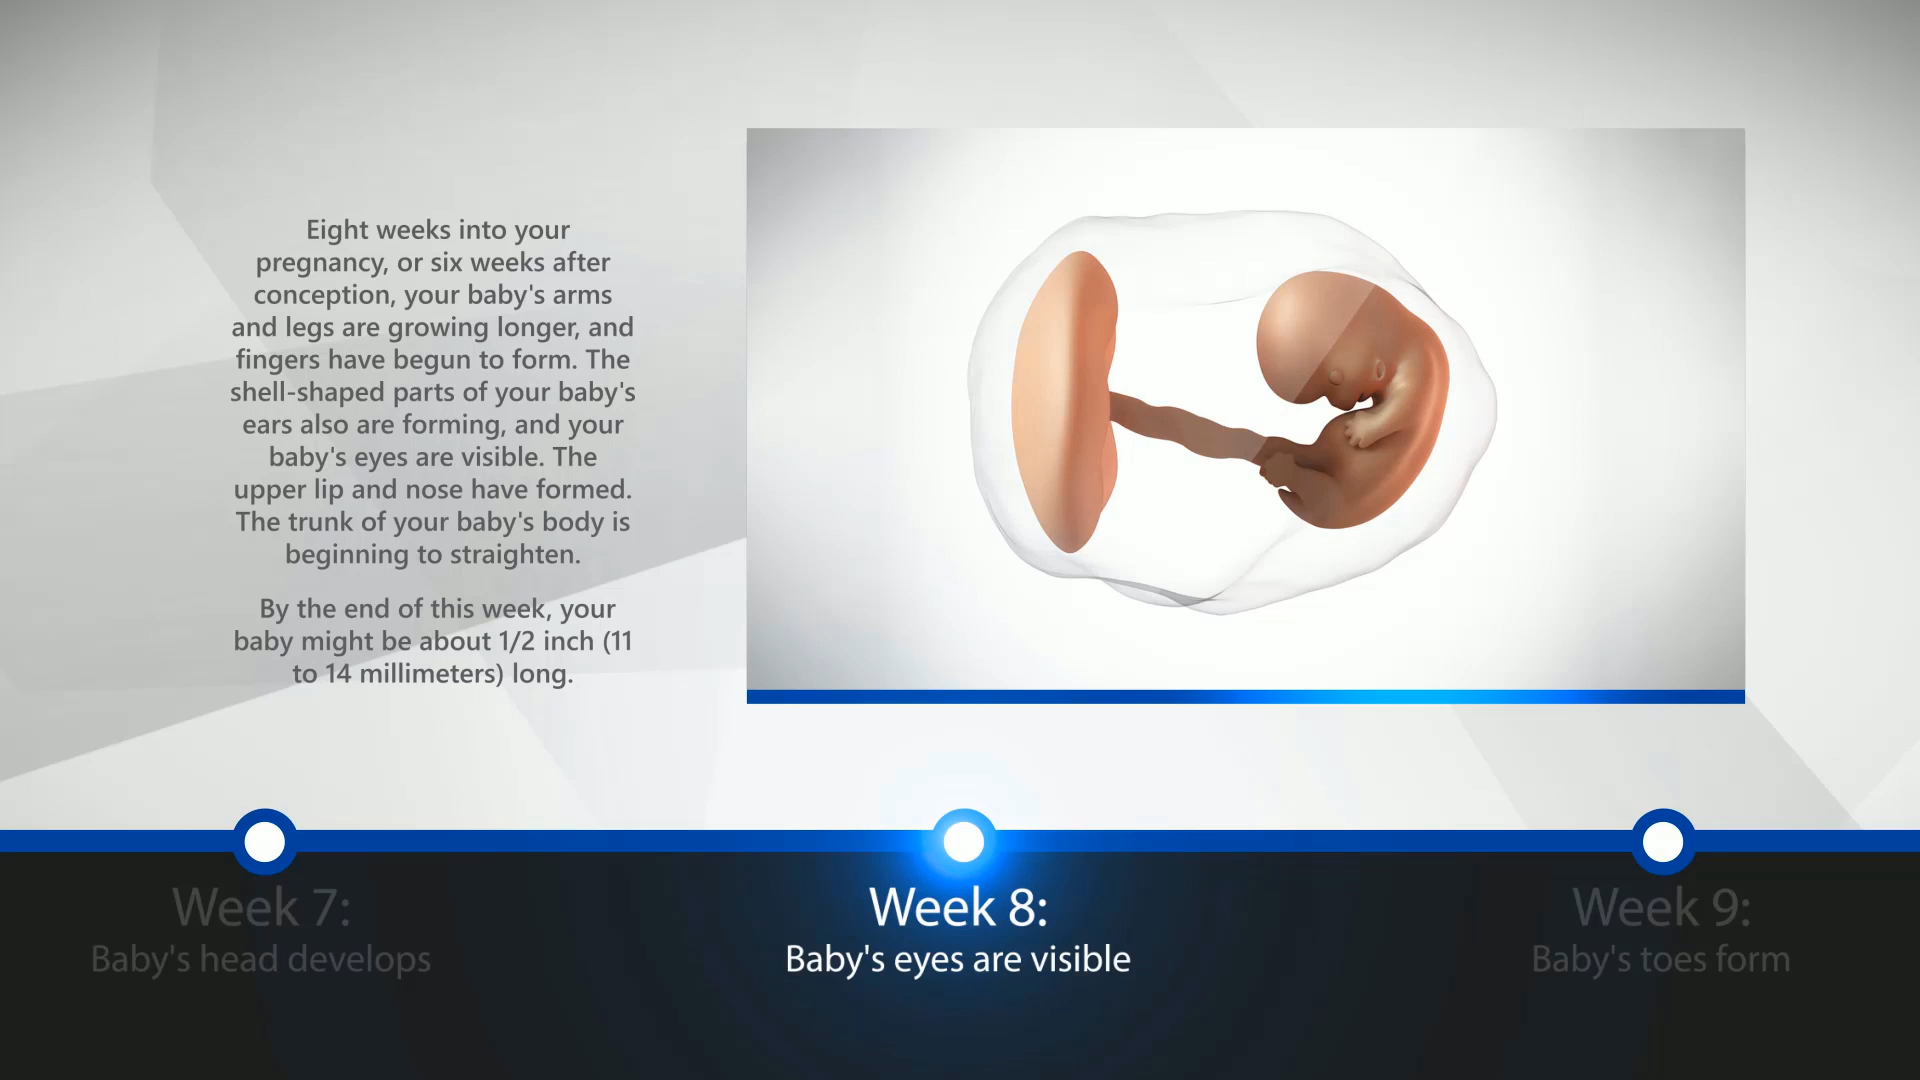 Eight weeks into your
pregnancy, or six weeks after
conception, your baby's arms
and legs are growing longer, and
fingers have begun to form. The
shell-shaped parts of your baby's
ears also are forming, and your
baby's eyes are visible. The
upper lip and nose have formed.
The trunk of your baby's body is
beginning to straighten.
By the end of this week, your
baby might be about 1/2 inch (11
to 14 millimeters) long.
Week 7:
Baby's head develops
Week 8:
Baby's eyes are visible
Week 9:
Baby's toes form